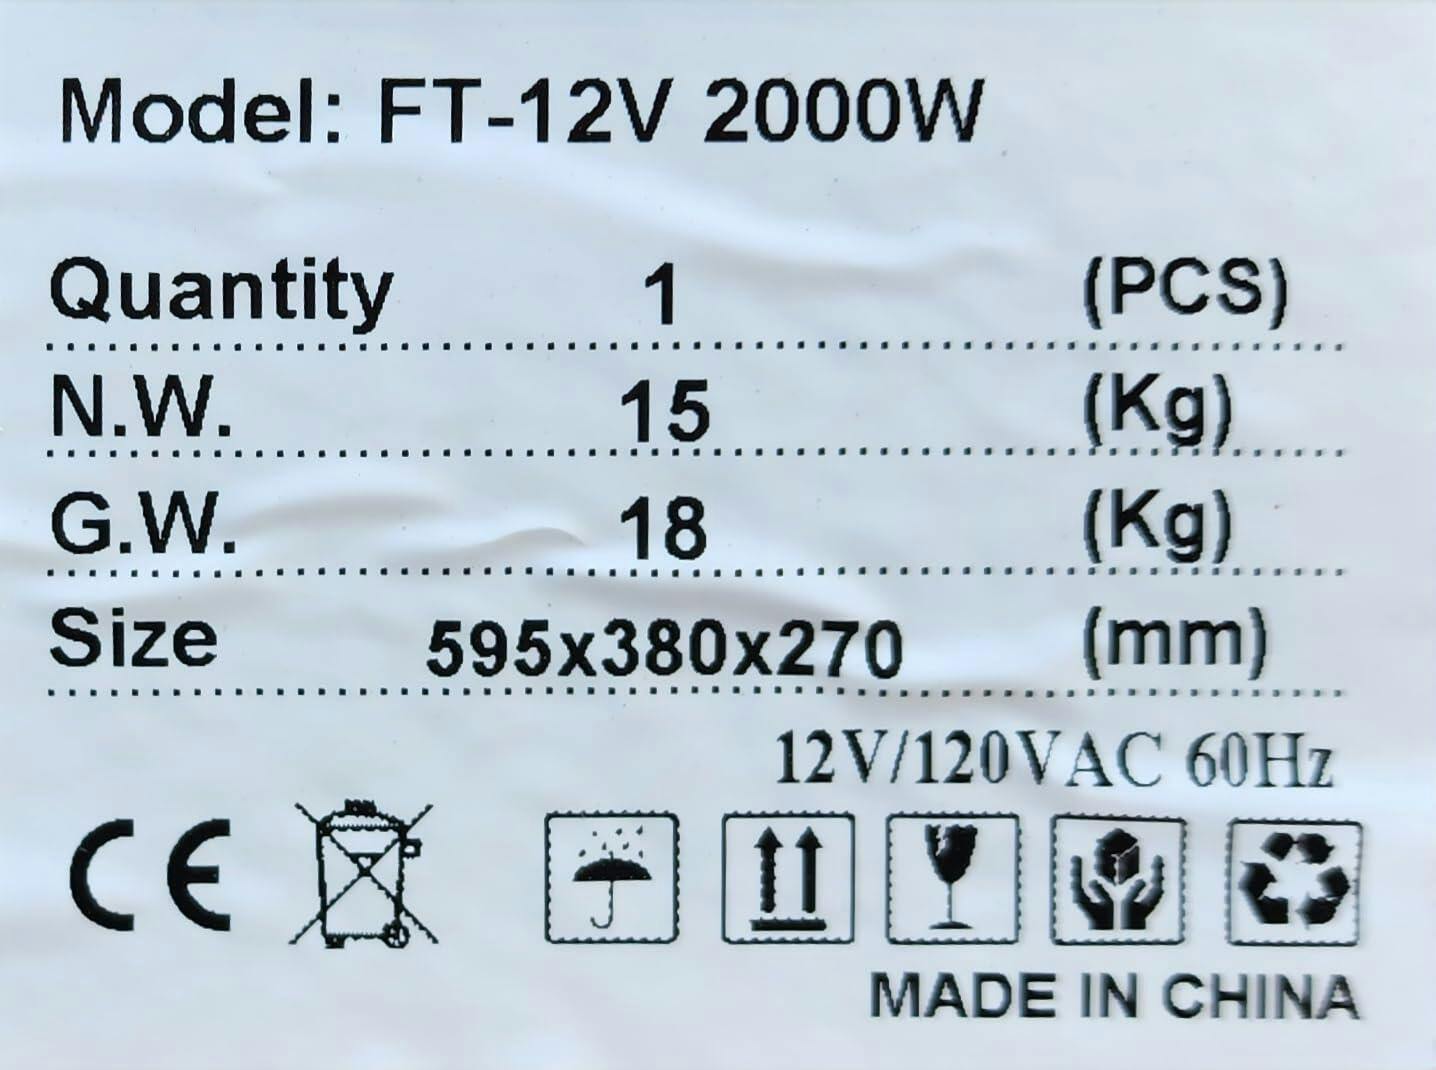 Model: FT-12V 2000W
Quantity 1 (PCS)
N.W. 15 (Kg)
G.W. 18 (Kg)
Size 595x380x270 (mm)
12V/120VAC 60Hz
CE
MADE IN CHINA